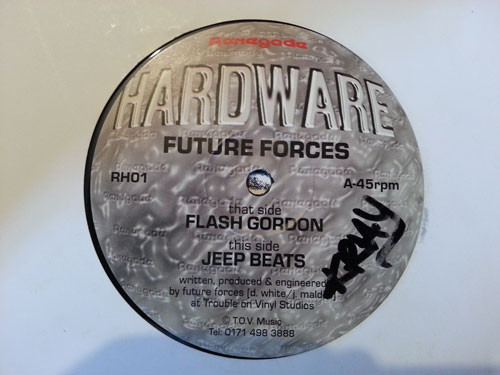 Renegade
HARDWARE
FUTURE FORCES
RH01
A-45rpm
that side
FLASH GORDON
this side
JEEP BEATS
written, produced & engineered
by future forces [d. white/j. maldon]
at Trouble on Vinyl Studios
© T.O.V. Music
Tel: 0171 498 3888